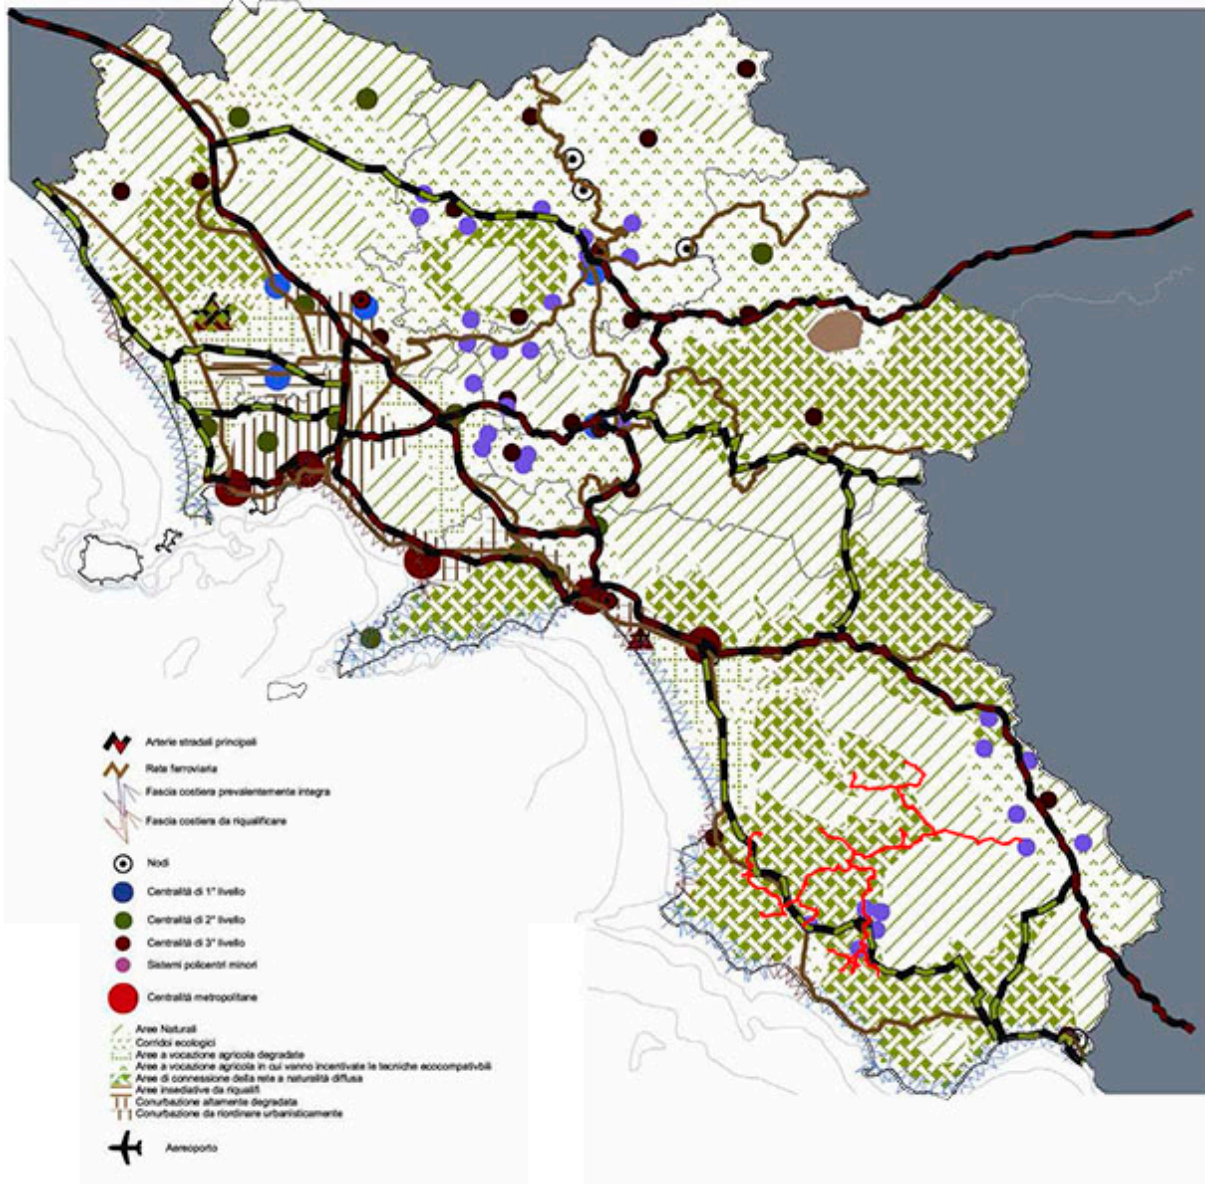 Arterie stradali principali
Rete ferroviaria
Fascia costiera prevalentemente integra
Fascia costiera da riqualificare
Nodi
Centralità di 1° livello
Centralità di 2° livello
Centralità di 3° livello
Sistemi policentri minori
Centralità metropolitane
Aree Naturali
Corridoi ecologici
Aree a vocazione agricola degradate
Aree a vocazione agricola in cui vanno incentivate le tecniche ecocompativbili
Aree di connessione della rete a naturalità diffusa
Aree insediative da riqualifi
Conurbazione altamente degradata
Conurbazione da riordinare urbanisticamente
Aereoporto